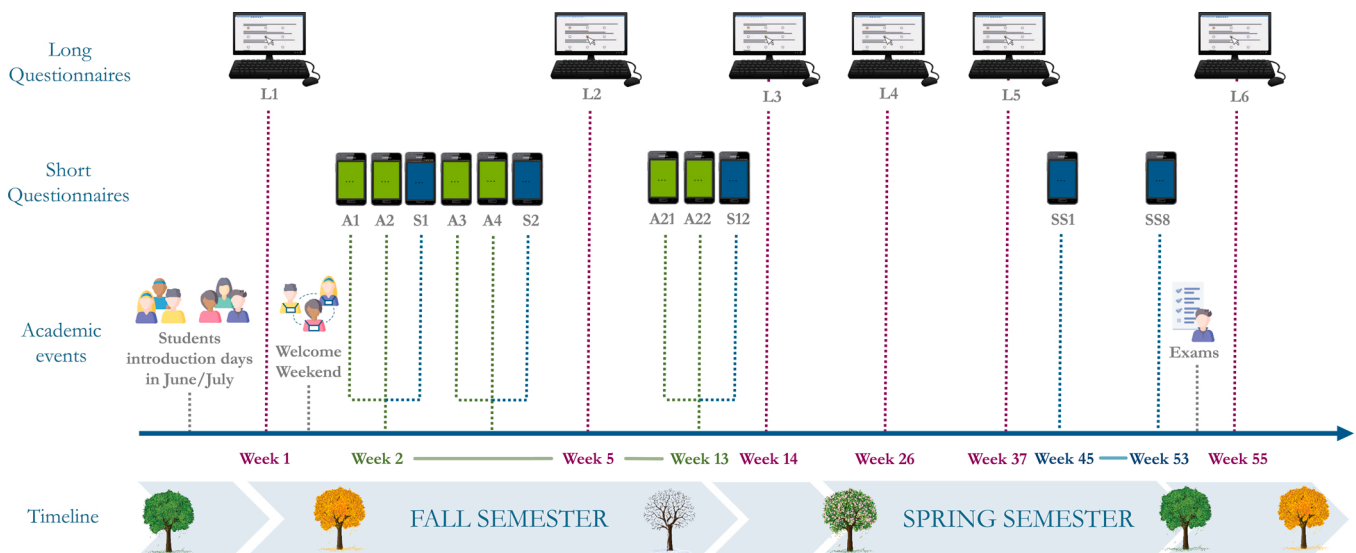 Long
Questionnaires
L1
L2
L3
L4
L5
L6
Short
Questionnaires
A1
A2
S1
A3
A4
S2
A21
A22
S12
SS1
SS8
Academic
events
Students
introduction days
in June/July
Welcome
Weekend
Exams
Week 1
Week 2
Week 5
Week 13
Week 14
Week 26
Week 37
Week 45
Week 53
Week 55
Timeline
FALL SEMESTER
SPRING SEMESTER